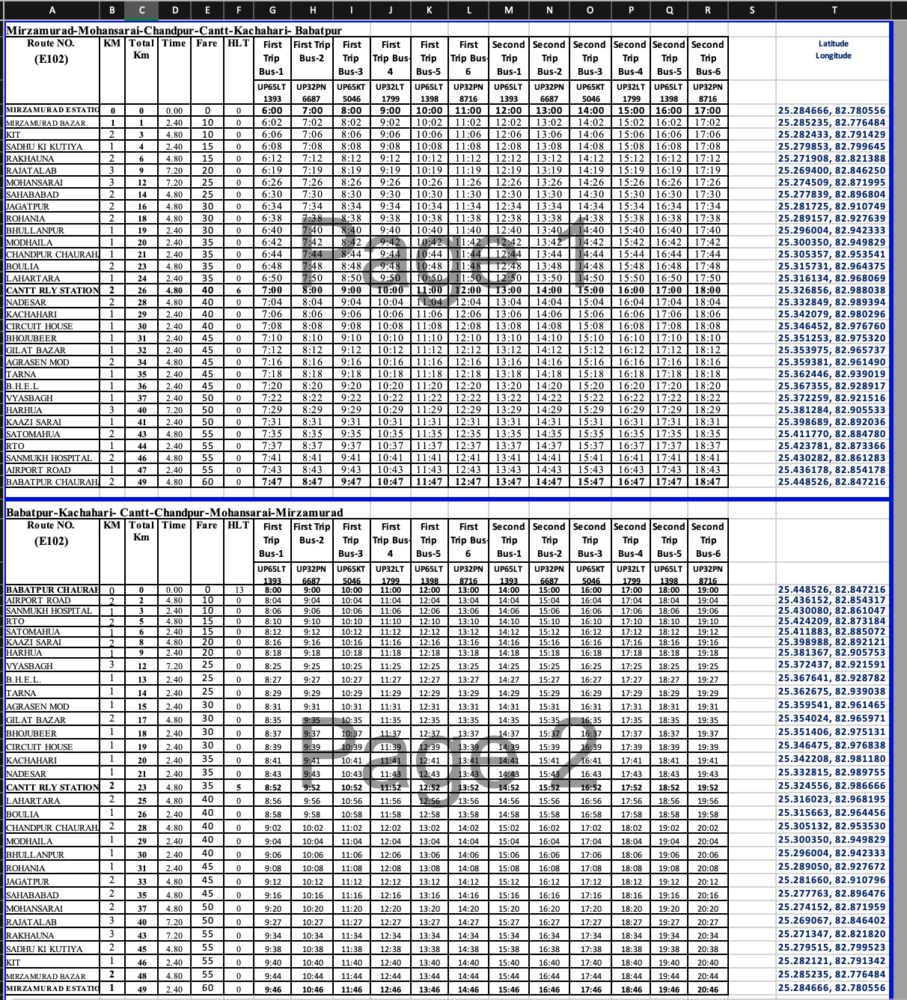 A B C D E F G H I J K L M N O P Q R S T
Mirzamurad-Mohansarai-Chandpur-Cantt-Kachahari- Babatpur
Route NO. (E102) KM Total Km Time Fare HLT First Trip Bus-1 First Trip Bus-2 First Trip Bus-3 First Trip Bus-4 First Trip Bus-5 First Trip Bus-6 Second Trip Bus-1 Second Trip Bus-2 Second Trip Bus-3 Second Trip Bus-4 Second Trip Bus-5 Second Trip Bus-6 Latitude Longitude
UP65LT 1393 UP32PN 6687 UP65KT 5046 UP32LT 1799 UP65LT 1398 UP32PN 8716 UP65LT 1393 UP32PN 6687 UP65KT 5046 UP32LT 1799 UP65LT 1398 UP32PN 8716
MIRZAMURAD ESTATIO 0 0 0.00 0 0 6:00 7:00 8:00 9:00 10:00 11:00 12:00 13:00 14:00 15:00 16:00 17:00 25.284666, 82.780556
MIRZAMURAD BAZAR 1 1 2.40 10 0 6:02 7:02 8:02 9:02 10:02 11:02 12:02 13:02 14:02 15:02 16:02 17:02 25.285235, 82.776484
KIT 2 3 4.80 10 0 6:06 7:06 8:06 9:06 10:06 11:06 12:06 13:06 14:06 15:06 16:06 17:06 25.282433, 82.791429
SADHU KI KUTIYA 1 4 2.40 15 0 6:08 7:08 8:08 9:08 10:08 11:08 12:08 13:08 14:08 15:08 16:08 17:08 25.279853, 82.799645
RAKHAUNA 2 6 4.80 15 0 6:12 7:12 8:12 9:12 10:12 11:12 12:12 13:12 14:12 15:12 16:12 17:12 25.271908, 82.821388
RAJATALAB 3 9 7.20 20 0 6:19 7:19 8:19 9:19 10:19 11:19 12:19 13:19 14:19 15:19 16:19 17:19 25.269400, 82.846250
MOHANSARAI 3 12 7.20 25 0 6:26 7:26 8:26 9:26 10:26 11:26 12:26 13:26 14:26 15:26 16:26 17:26 25.274509, 82.871995
SAHABABAD 2 14 4.80 25 0 6:30 7:30 8:30 9:30 10:30 11:30 12:30 13:30 14:30 15:30 16:30 17:30 25.277839, 82.896804
JAGATPUR 2 16 4.80 30 0 6:34 7:34 8:34 9:34 10:34 11:34 12:34 13:34 14:34 15:34 16:34 17:34 25.281725, 82.910749
ROHANIA 2 18 4.80 30 0 6:38 7:38 8:38 9:38 10:38 11:38 12:38 13:38 14:38 15:38 16:38 17:38 25.289157, 82.927639
BHULLANPUR 1 19 2.40 30 0 6:40 7:40 8:40 9:40 10:40 11:40 12:40 13:40 14:40 15:40 16:40 17:40 25.296004, 82.942333
MODHAILA 1 20 2.40 35 0 6:42 7:42 8:42 9:42 10:42 11:42 12:42 13:42 14:42 15:42 16:42 17:42 25.300350, 82.949829
CHANDPUR CHAURAH 1 21 2.40 35 0 6:44 7:44 8:44 9:44 10:44 11:44 12:44 13:44 14:44 15:44 16:44 17:44 25.305357, 82.953541
BOULIA 2 23 4.80 35 0 6:48 7:48 8:48 9:48 10:48 11:48 12:48 13:48 14:48 15:48 16:48 17:48 25.315731, 82.964375
LAHARTARA 1 24 2.40 35 0 6:50 7:50 8:50 9:50 10:50 11:50 12:50 13:50 14:50 15:50 16:50 17:50 25.316134, 82.968069
CANTT RLY STATION 2 26 4.80 40 6 7:00 8:00 9:00 10:00 11:00 12:00 13:00 14:00 15:00 16:00 17:00 18:00 25.326856, 82.988038
NADESAR 2 28 4.80 40 0 7:04 8:04 9:04 10:04 11:04 12:04 13:04 14:04 15:04 16:04 17:04 18:04 25.332849, 82.989394
KACHAHARI 1 29 2.40 40 0 7:06 8:06 9:06 10:06 11:06 12:06 13:06 14:06 15:06 16:06 17:06 18:06 25.342079, 82.980296
CIRCUIT HOUSE 1 30 2.40 40 0 7:08 8:08 9:08 10:08 11:08 12:08 13:08 14:08 15:08 16:08 17:08 18:08 25.346452, 82.976760
BHOJUBEER 1 31 2.40 45 0 7:10 8:10 9:10 10:10 11:10 12:10 13:10 14:10 15:10 16:10 17:10 18:10 25.351253, 82.975320
GILAT BAZAR 1 32 2.40 45 0 7:12 8:12 9:12 10:12 11:12 12:12 13:12 14:12 15:12 16:12 17:12 18:12 25.353975, 82.965737
AGRASEN MOD 2 34 4.80 45 0 7:16 8:16 9:16 10:16 11:16 12:16 13:16 14:16 15:16 16:16 17:16 18:16 25.359381, 82.961490
TARNA 1 35 2.40 45 0 7:18 8:18 9:18 10:18 11:18 12:18 13:18 14:18 15:18 16:18 17:18 18:18 25.362446, 82.939019
B.H.E.L 1 36 2.40 45 0 7:20 8:20 9:20 10:20 11:20 12:20 13:20 14:20 15:20 16:20 17:20 18:20 25.367355, 82.928917
VYASBAGH 1 37 2.40 50 0 7:22 8:22 9:22 10:22 11:22 12:22 13:22 14:22 15:22 16:22 17:22 18:22 25.372259, 82.921516
HARHUA 3 40 7.20 50 0 7:29 8:29 9:29 10:29 11:29 12:29 13:29 14:29 15:29 16:29 17:29 18:29 25.381284, 82.905533
KAAZI SARAI 1 41 2.40 50 0 7:31 8:31 9:31 10:31 11:31 12:31 13:31 14:31 15:31 16:31 17:31 18:31 25.398689, 82.892036
SATOMAHUA 2 43 4.80 55 0 7:35 8:35 9:35 10:35 11:35 12:35 13:35 14:35 15:35 16:35 17:35 18:35 25.411770, 82.884780
RTO 1 44 2.40 55 0 7:37 8:37 9:37 10:37 11:37 12:37 13:37 14:37 15:37 16:37 17:37 18:37 25.423781, 82.873366
SANMUKH HOSPITAL 2 46 4.80 55 0 7:41 8:41 9:41 10:41 11:41 12:41 13:41 14:41 15:41 16:41 17:41 18:41 25.430282, 82.861283
AIRPORT ROAD 1 47 2.40 55 0 7:43 8:43 9:43 10:43 11:43 12:43 13:43 14:43 15:43 16:43 17:43 18:43 25.436178, 82.854178
BABATPUR CHAURAH 2 49 4.80 60 0 7:47 8:47 9:47 10:47 11:47 12:47 13:47 14:47 15:47 16:47 17:47 18:47 25.448526, 82.847216
Page 1
Babatpur-Kachahari- Cantt-Chandpur-Mohansarai-Mirzamurad
Route NO. (E102) KM Total Km Time Fare HLT First Trip Bus-1 First Trip Bus-2 First Trip Bus-3 First Trip Bus-4 First Trip Bus-5 First Trip Bus-6 Second Trip Bus-1 Second Trip Bus-2 Second Trip Bus-3 Second Trip Bus-4 Second Trip Bus-5 Second Trip Bus-6
UP65LT 1393 UP32PN 6687 UP65KT 5046 UP32LT 1799 UP65LT 1398 UP32PN 8716 UP65LT 1393 UP32PN 6687 UP65KT 5046 UP32LT 1799 UP65LT 1398 UP32PN 8716
BABATPUR CHAURAH 0 0 0.00 0 13 8:00 9:00 10:00 11:00 12:00 13:00 14:00 15:00 16:00 17:00 18:00 19:00 25.448526, 82.847216
AIRPORT ROAD 2 2 4.80 10 0 8:04 9:04 10:04 11:04 12:04 13:04 14:04 15:04 16:04 17:04 18:04 19:04 25.436152, 82.854317
SANMUKH HOSPITAL 1 3 2.40 10 0 8:06 9:06 10:06 11:06 12:06 13:06 14:06 15:06 16:06 17:06 18:06 19:06 25.430080, 82.861047
RTO 2 5 4.80 15 0 8:10 9:10 10:10 11:10 12:10 13:10 14:10 15:10 16:10 17:10 18:10 19:10 25.424209, 82.873184
SATOMAHUA 1 6 2.40 15 0 8:12 9:12 10:12 11:12 12:12 13:12 14:12 15:12 16:12 17:12 18:12 19:12 25.411883, 82.885072
KAAZI SARAI 2 8 4.80 20 0 8:16 9:16 10:16 11:16 12:16 13:16 14:16 15:16 16:16 17:16 18:16 19:16 25.398988, 82.892121
HARHUA 1 9 2.40 20 0 8:18 9:18 10:18 11:18 12:18 13:18 14:18 15:18 16:18 17:18 18:18 19:18 25.381367, 82.905753
VYASBAGH 3 12 7.20 25 0 8:25 9:25 10:25 11:25 12:25 13:25 14:25 15:25 16:25 17:25 18:25 19:25 25.372437, 82.921591
B.H.E.L. 1 13 2.40 25 0 8:27 9:27 10:27 11:27 12:27 13:27 14:27 15:27 16:27 17:27 18:27 19:27 25.367641, 82.928782
TARNA 1 14 2.40 25 0 8:29 9:29 10:29 11:29 12:29 13:29 14:29 15:29 16:29 17:29 18:29 19:29 25.362675, 82.939038
AGRASEN MOD 1 15 2.40 30 0 8:31 9:31 10:31 11:31 12:31 13:31 14:31 15:31 16:31 17:31 18:31 19:31 25.359541, 82.961465
GILAT BAZAR 2 17 4.80 30 0 8:35 9:35 10:35 11:35 12:35 13:35 14:35 15:35 16:35 17:35 18:35 19:35 25.354024, 82.965971
BHOJUBEER 1 18 2.40 30 0 8:37 9:37 10:37 11:37 12:37 13:37 14:37 15:37 16:37 17:37 18:37 19:37 25.351406, 82.975131
CIRCUIT HOUSE 1 19 2.40 30 0 8:39 9:39 10:39 11:39 12:39 13:39 14:39 15:39 16:39 17:39 18:39 19:39 25.346475, 82.976838
KACHAHARI 1 20 2.40 35 0 8:41 9:41 10:41 11:41 12:41 13:41 14:41 15:41 16:41 17:41 18:41 19:41 25.342208, 82.981180
NADESAR 1 21 2.40 35 0 8:43 9:43 10:43 11:43 12:43 13:43 14:43 15:43 16:43 17:43 18:43 19:43 25.332815, 82.989755
CANTT RLY STATION 2 23 4.80 35 5 8:52 9:52 10:52 11:52 12:52 13:52 14:52 15:52 16:52 17:52 18:52 19:52 25.324556, 82.986666
LAHARTARA 2 25 4.80 40 0 8:56 9:56 10:56 11:56 12:56 13:56 14:56 15:56 16:56 17:56 18:56 19:56 25.316023, 82.968195
BOULIA 1 26 2.40 40 0 8:58 9:58 10:58 11:58 12:58 13:58 14:58 15:58 16:58 17:58 18:58 19:58 25.315663, 82.964456
CHANDPUR CHAURAH 2 28 4.80 40 0 9:02 10:02 11:02 12:02 13:02 14:02 15:02 16:02 17:02 18:02 19:02 20:02 25.305132, 82.953530
MODHAILA 1 29 2.40 40 0 9:04 10:04 11:04 12:04 13:04 14:04 15:04 16:04 17:04 18:04 19:04 20:04 25.300350, 82.949829
BHULLANPUR 1 30 2.40 40 0 9:06 10:06 11:06 12:06 13:06 14:06 15:06 16:06 17:06 18:06 19:06 20:06 25.296004, 82.942333
ROHANIA 1 31 2.40 45 0 9:08 10:08 11:08 12:08 13:08 14:08 15:08 16:08 17:08 18:08 19:08 20:08 25.289050, 82.927672
JAGATPUR 2 33 4.80 45 0 9:12 10:12 11:12 12:12 13:12 14:12 15:12 16:12 17:12 18:12 19:12 20:12 25.281660, 82.910796
SAHABABAD 2 35 4.80 45 0 9:16 10:16 11:16 12:16 13:16 14:16 15:16 16:16 17:16 18:16 19:16 20:16 25.277763, 82.896476
MOHANSARAI 2 37 4.80 50 0 9:20 10:20 11:20 12:20 13:20 14:20 15:20 16:20 17:20 18:20 19:20 20:20 25.274152, 82.871959
RAJATALAB 3 40 7.20 50 0 9:27 10:27 11:27 12:27 13:27 14:27 15:27 16:27 17:27 18:27 19:27 20:27 25.269067, 82.846402
RAKHAUNA 3 43 7.20 55 0 9:34 10:34 11:34 12:34 13:34 14:34 15:34 16:34 17:34 18:34 19:34 20:34 25.271347, 82.821820
SADHU KI KUTIYA 2 45 4.80 55 0 9:38 10:38 11:38 12:38 13:38 14:38 15:38 16:38 17:38 18:38 19:38 20:38 25.279515, 82.799523
KIT 1 46 2.40 55 0 9:40 10:40 11:40 12:40 13:40 14:40 15:40 16:40 17:40 18:40 19:40 20:40 25.282121, 82.791342
MIRZAMURAD BAZAR 2 48 4.80 55 0 9:44 10:44 11:44 12:44 13:44 14:44 15:44 16:44 17:44 18:44 19:44 20:44 25.285235, 82.776484
MIRZAMURAD ESTATIO 1 49 2.40 60 0 9:46 10:46 11:46 12:46 13:46 14:46 15:46 16:46 17:46 18:46 19:46 20:46 25.284666, 82.780556
Page 2